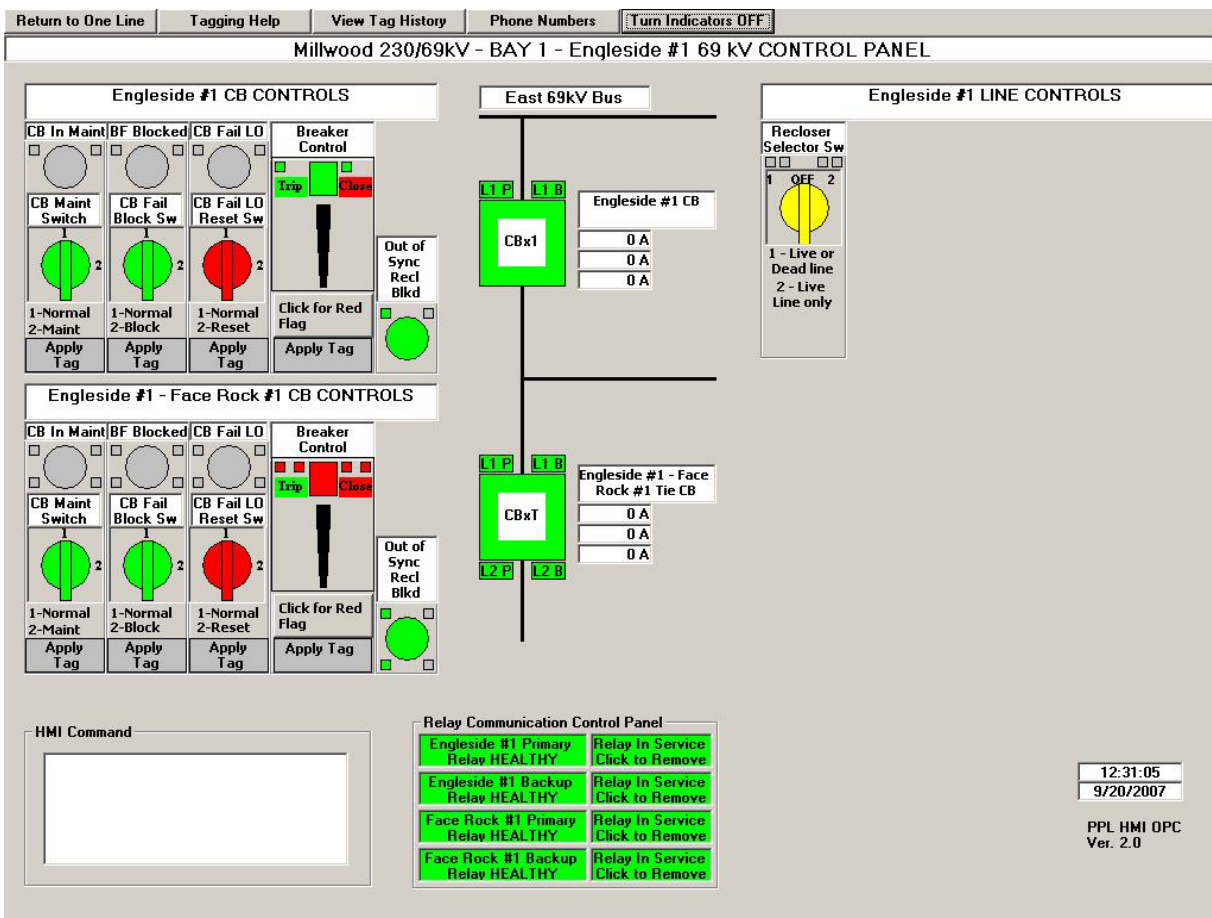 Return to One Line
Tagging Help
View Tag History
Phone Numbers
Turn Indicators OFF
Millwood 230/69kV - BAY 1 - Engleside #1 69 kV CONTROL PANEL
Engleside #1 CB CONTROLS
CB In Maint
BF Blocked
CB Fail LO
Breaker
Control
Trip
Close
CB Maint
Switch
CB Fail
Block Sw
CB Fail LO
Reset Sw
1
2
1
2
1
2
1-Normal
2-Maint
1-Normal
2-Block
1-Normal
2-Reset
Click for Red
Flag
Apply
Tag
Apply
Tag
Apply
Tag
Apply Tag
Out of
Sync
Recl
Blkd
East 69kV Bus
L1 P
L1 B
CBx1
Engleside #1 CB
0 A
0 A
0 A
Engleside #1 LINE CONTROLS
Recloser
Selector Sw
1
OFF
2
1 - Live or
Dead line
2 - Live
Line only
Engleside #1 - Face Rock #1 CB CONTROLS
CB In Maint
BF Blocked
CB Fail LO
Breaker
Control
Trip
Close
CB Maint
Switch
CB Fail
Block Sw
CB Fail LO
Reset Sw
1
2
1
2
1
2
1-Normal
2-Maint
1-Normal
2-Block
1-Normal
2-Reset
Click for Red
Flag
Apply
Tag
Apply
Tag
Apply
Tag
Apply Tag
Out of
Sync
Recl
Blkd
L1 P
L1 B
CBxT
L2 P
L2 B
Engleside #1 - Face
Rock #1 Tie CB
0 A
0 A
0 A
HMI Command
Relay Communication Control Panel
Engleside #1 Primary
Relay HEALTHY
Relay In Service
Click to Remove
Engleside #1 Backup
Relay HEALTHY
Relay In Service
Click to Remove
Face Rock #1 Primary
Relay HEALTHY
Relay In Service
Click to Remove
Face Rock #1 Backup
Relay HEALTHY
Relay In Service
Click to Remove
12:31:05
9/20/2007
PPL HMI OPC
Ver. 2.0